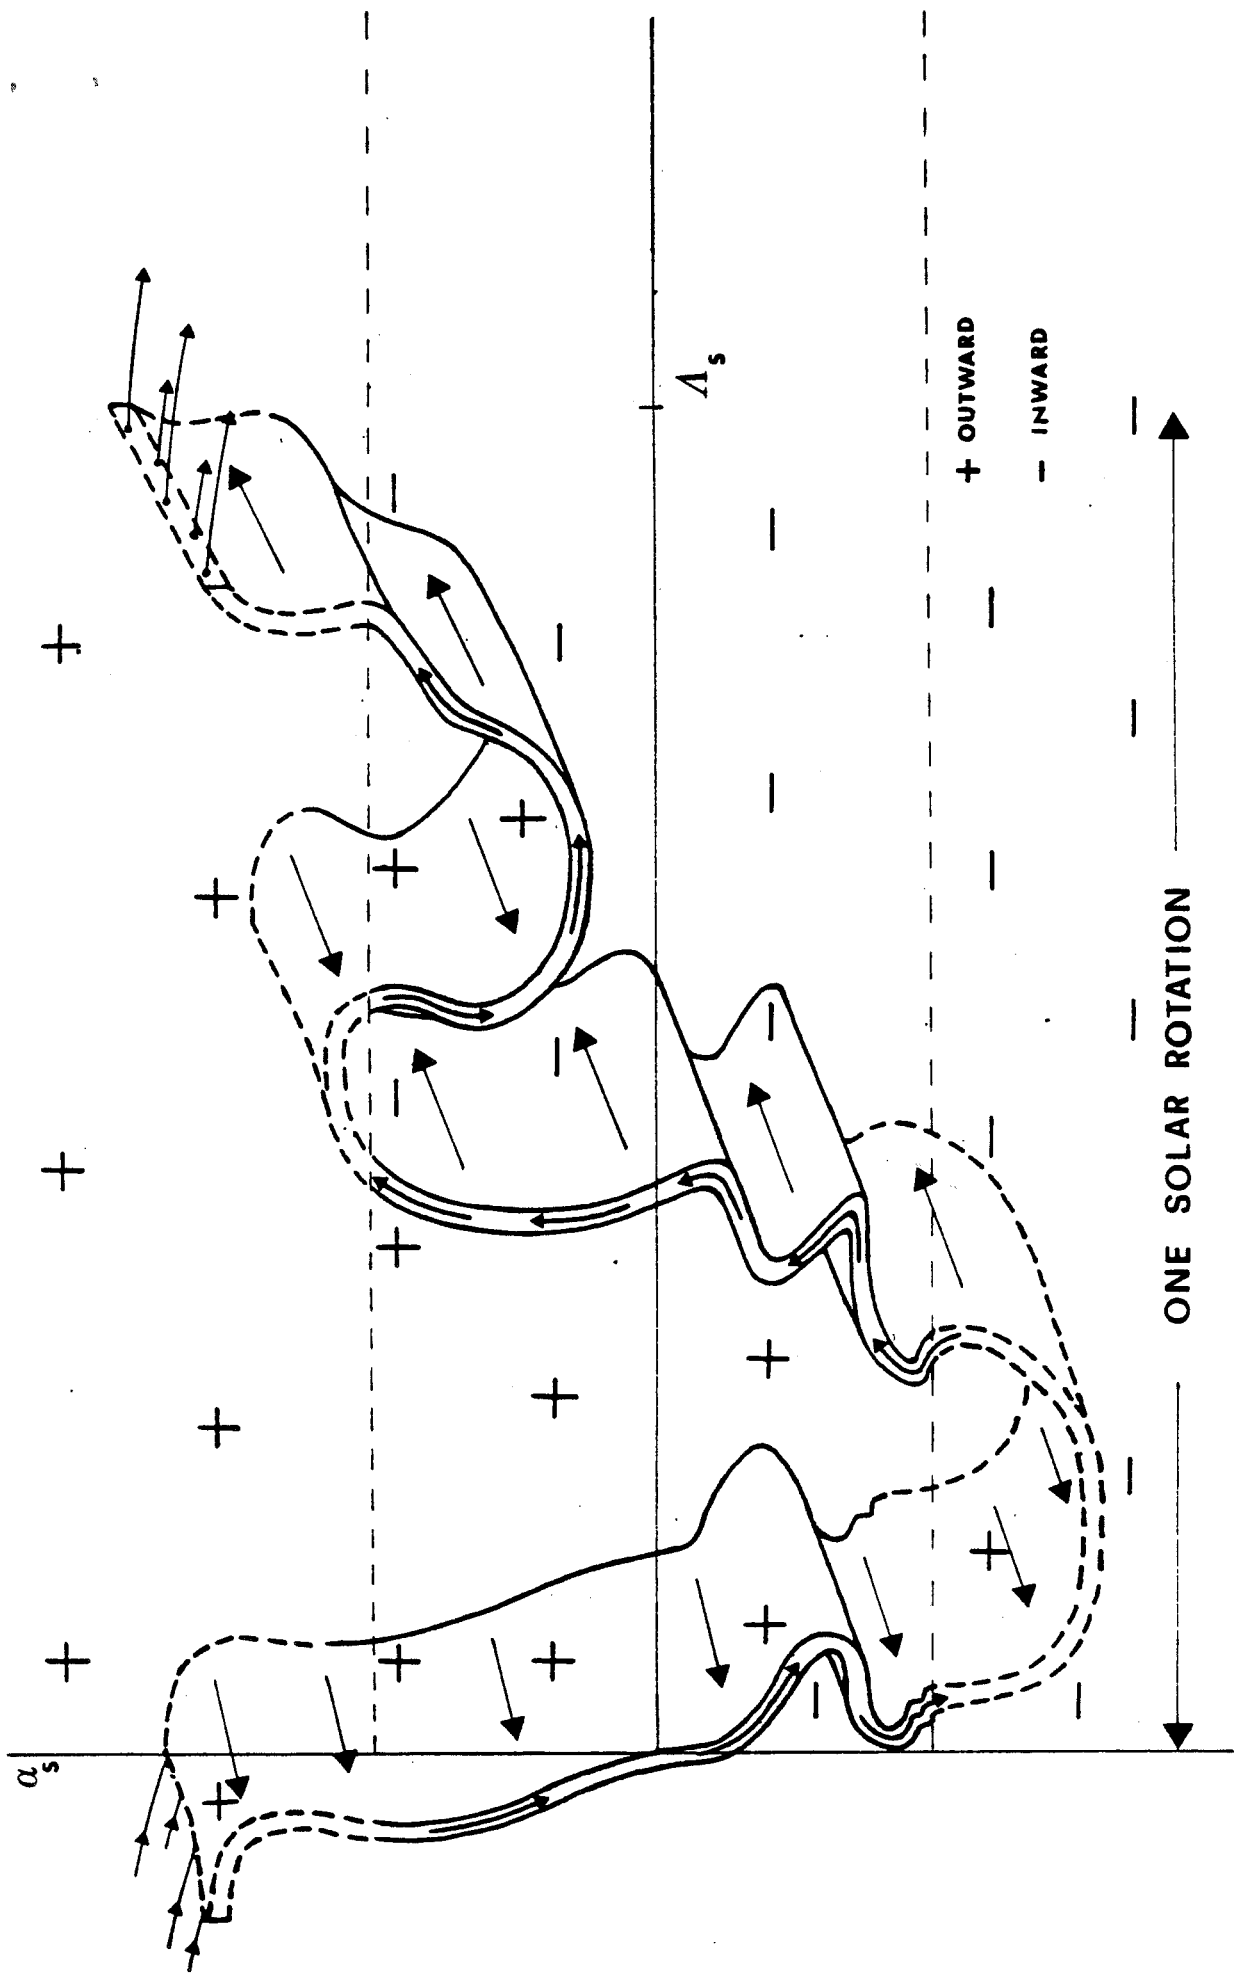 α_s
Λ_s
+ OUTWARD
− INWARD
ONE SOLAR ROTATION